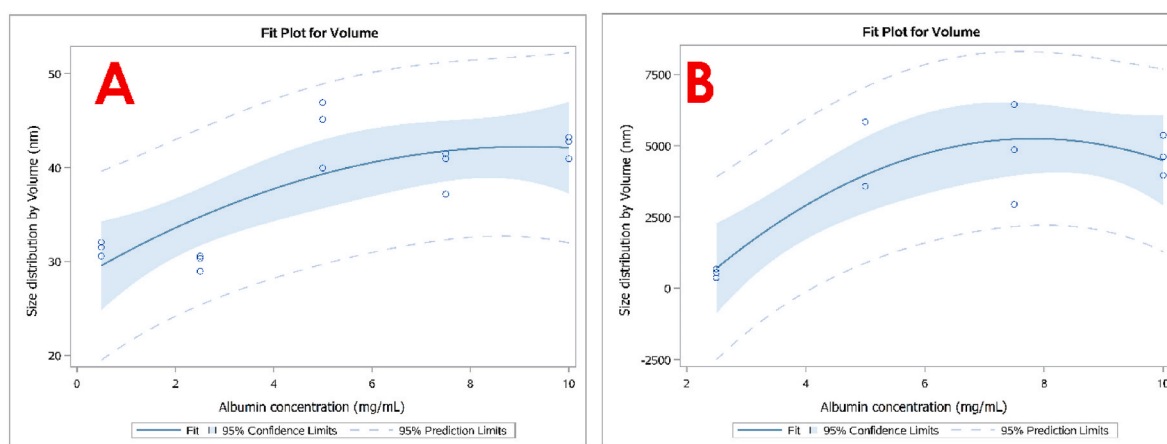 Fit Plot for Volume
A
Size distribution by Volume (nm)
50
40
30
20
0
2
4
6
8
10
Albumin concentration (mg/mL)
Fit
95% Confidence Limits
95% Prediction Limits
Fit Plot for Volume
B
Size distribution by Volume (nm)
7500
5000
2500
0
-2500
2
4
6
8
10
Albumin concentration (mg/mL)
Fit
95% Confidence Limits
95% Prediction Limits